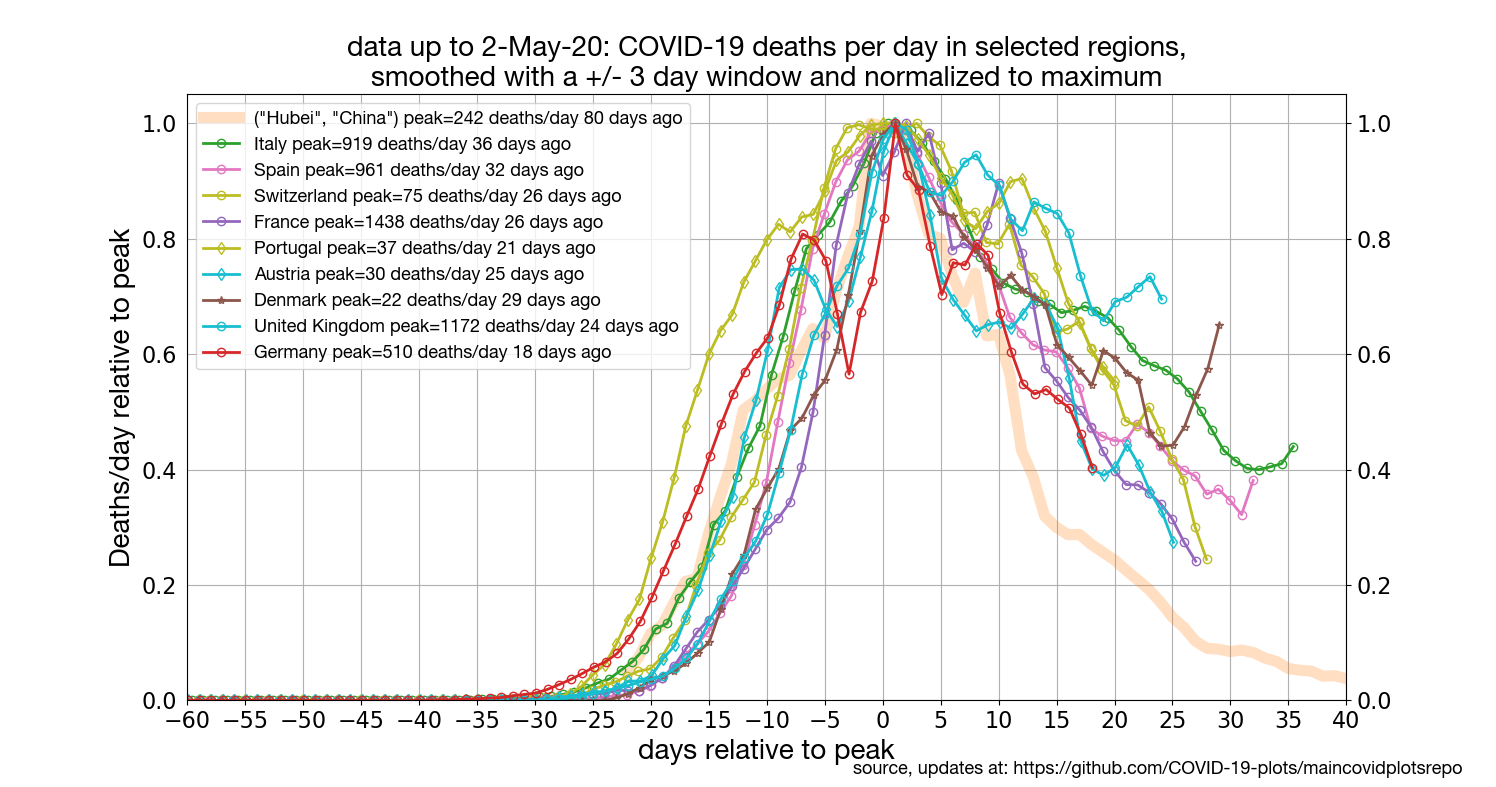 data up to 2-May-20: COVID-19 deaths per day in selected regions,
smoothed with a +/- 3 day window and normalized to maximum
("Hubei", "China") peak=242 deaths/day 80 days ago
Italy peak=919 deaths/day 36 days ago
Spain peak=961 deaths/day 32 days ago
Switzerland peak=75 deaths/day 26 days ago
France peak=1438 deaths/day 26 days ago
Portugal peak=37 deaths/day 21 days ago
Austria peak=30 deaths/day 25 days ago
Denmark peak=22 deaths/day 29 days ago
United Kingdom peak=1172 deaths/day 24 days ago
Germany peak=510 deaths/day 18 days ago
Deaths/day relative to peak
1.0
0.8
0.6
0.4
0.2
0.0
1.0
0.8
0.6
0.4
0.2
0.0
−60 −55 −50 −45 −40 −35 −30 −25 −20 −15 −10 −5 0 5 10 15 20 25 30 35 40
days relative to peak
source, updates at: https://github.com/COVID-19-plots/maincovidplotsrepo